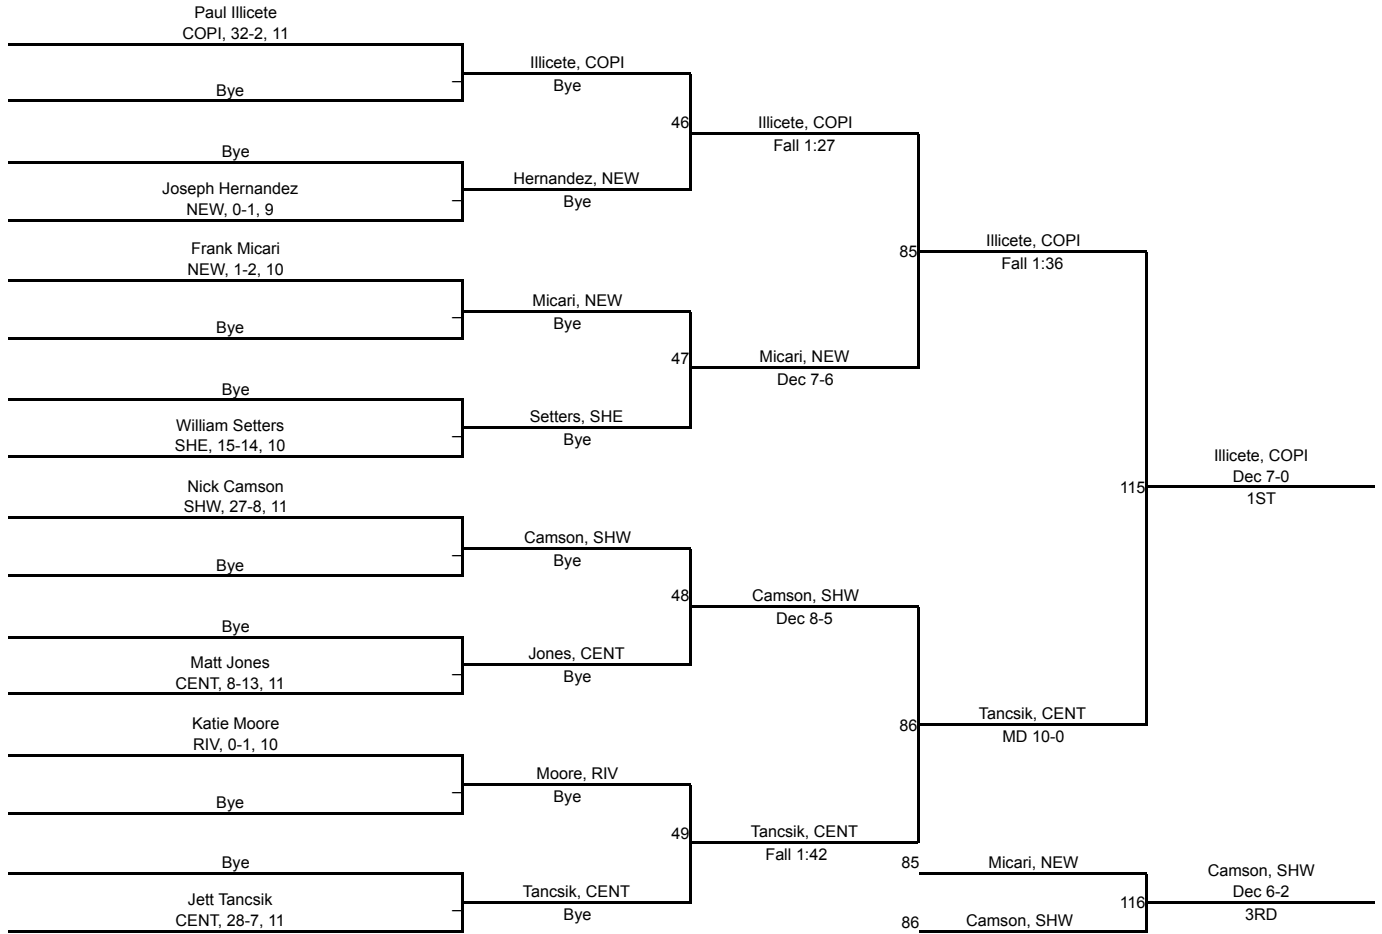 Paul Illicete
COPI, 32-2, 11
Bye
Bye
Joseph Hernandez
NEW, 0-1, 9
Frank Micari
NEW, 1-2, 10
Bye
Bye
William Setters
SHE, 15-14, 10
Nick Camson
SHW, 27-8, 11
Bye
Bye
Matt Jones
CENT, 8-13, 11
Katie Moore
RIV, 0-1, 10
Bye
Bye
Jett Tancsik
CENT, 28-7, 11
Illicete, COPI
Bye
46
Hernandez, NEW
Bye
Micari, NEW
Bye
47
Setters, SHE
Bye
Camson, SHW
Bye
48
Jones, CENT
Bye
Moore, RIV
Bye
49
Tancsik, CENT
Bye
Illicete, COPI
Fall 1:27
85
Micari, NEW
Dec 7-6
Camson, SHW
Dec 8-5
86
Tancsik, CENT
Fall 1:42
Illicete, COPI
Fall 1:36
115
Tancsik, CENT
MD 10-0
Illicete, COPI
Dec 7-0
1ST
85
Micari, NEW
116
86
Camson, SHW
Camson, SHW
Dec 6-2
3RD